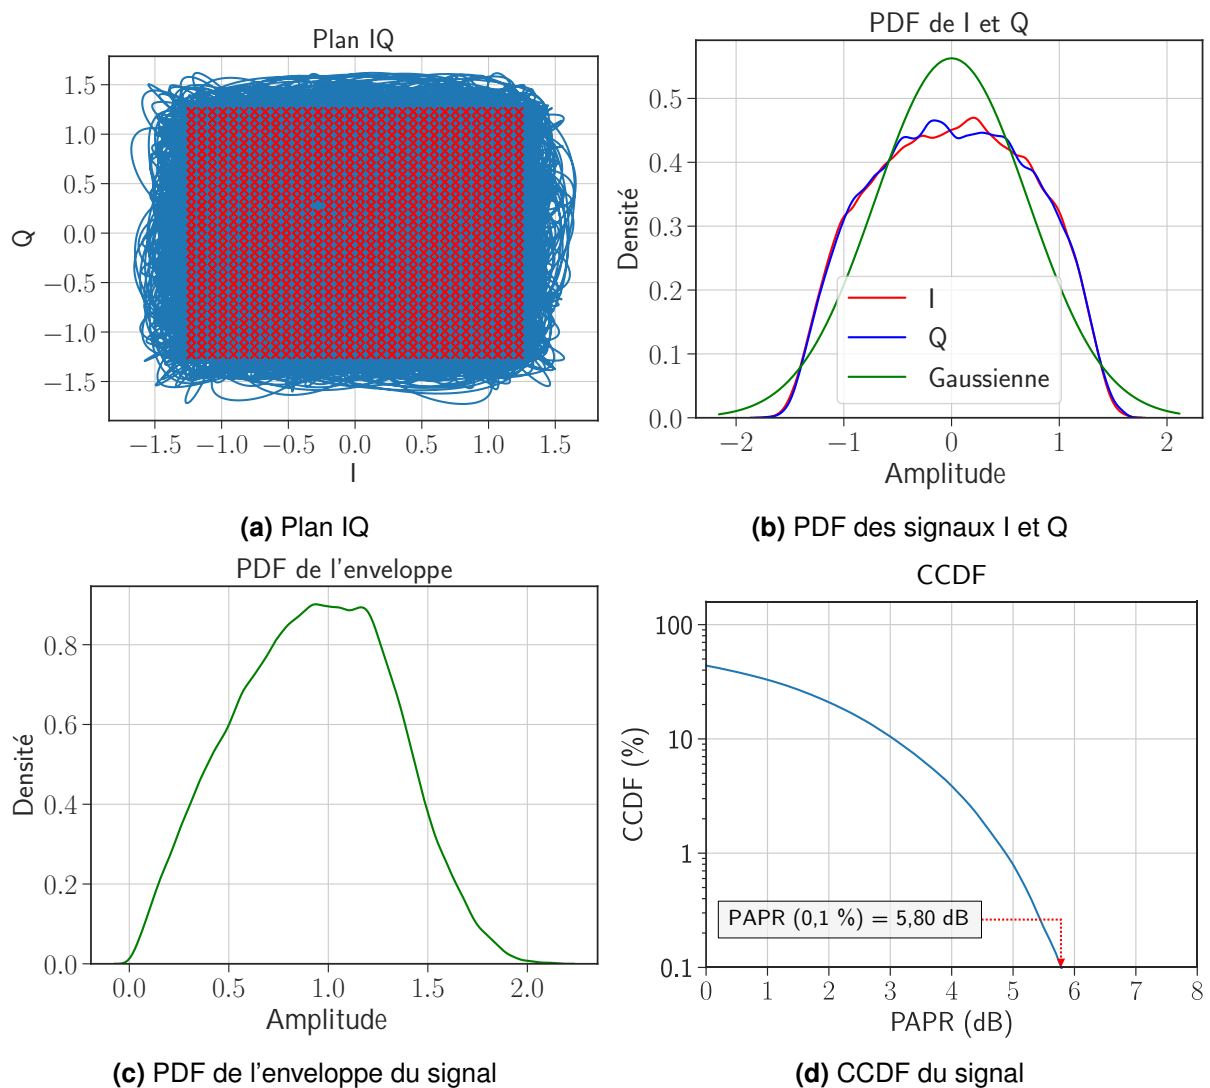 Plan IQ
Q
1.5
1.0
0.5
0.0
−0.5
−1.0
−1.5
−1.5 −1.0 −0.5 0.0 0.5 1.0 1.5
I
(a) Plan IQ
PDF de I et Q
Densité
0.5
0.4
0.3
0.2
0.1
0.0
I
Q
Gaussienne
−2 −1 0 1 2
Amplitude
(b) PDF des signaux I et Q
PDF de l'enveloppe
Densité
0.8
0.6
0.4
0.2
0.0
0.0 0.5 1.0 1.5 2.0
Amplitude
(c) PDF de l'enveloppe du signal
CCDF
CCDF (%)
100
10
1
0.1
PAPR (0,1 %) = 5,80 dB
0 1 2 3 4 5 6 7 8
PAPR (dB)
(d) CCDF du signal